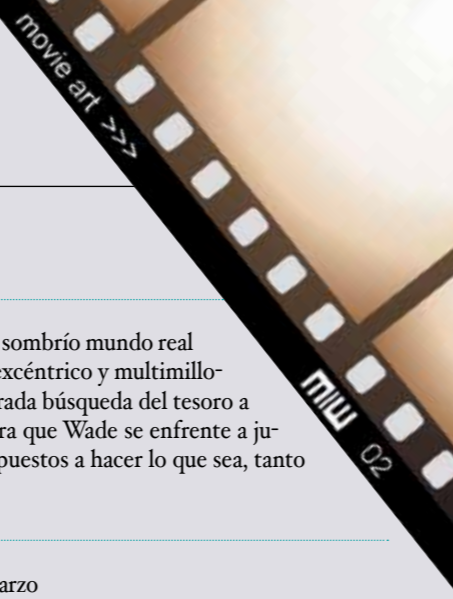 movie art >>>
sombrío mundo real
excéntrico y multimillo-
rada búsqueda del tesoro a
ra que Wade se enfrente a ju-
puestos a hacer lo que sea, tanto
02
arzo